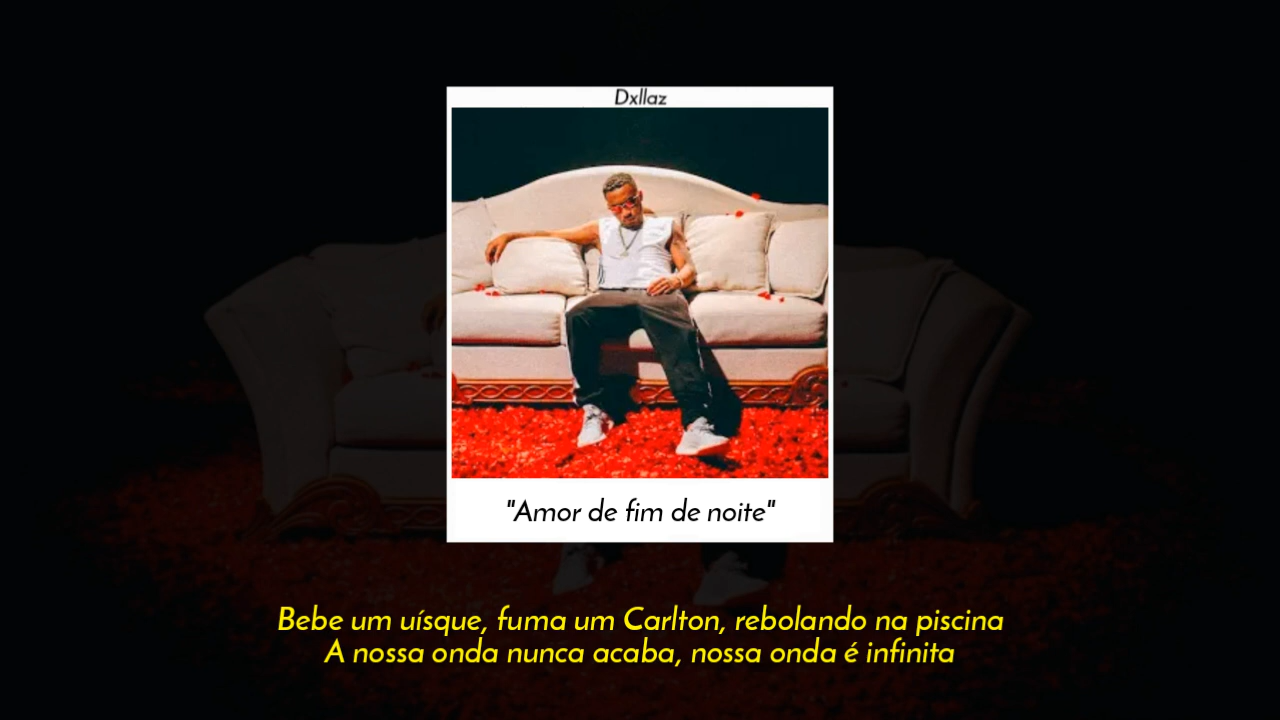 Dxllaz
"Amor de fim de noite"
Bebe um uísque, fuma um Carlton, rebolando na piscina
A nossa onda nunca acaba, nossa onda é infinita